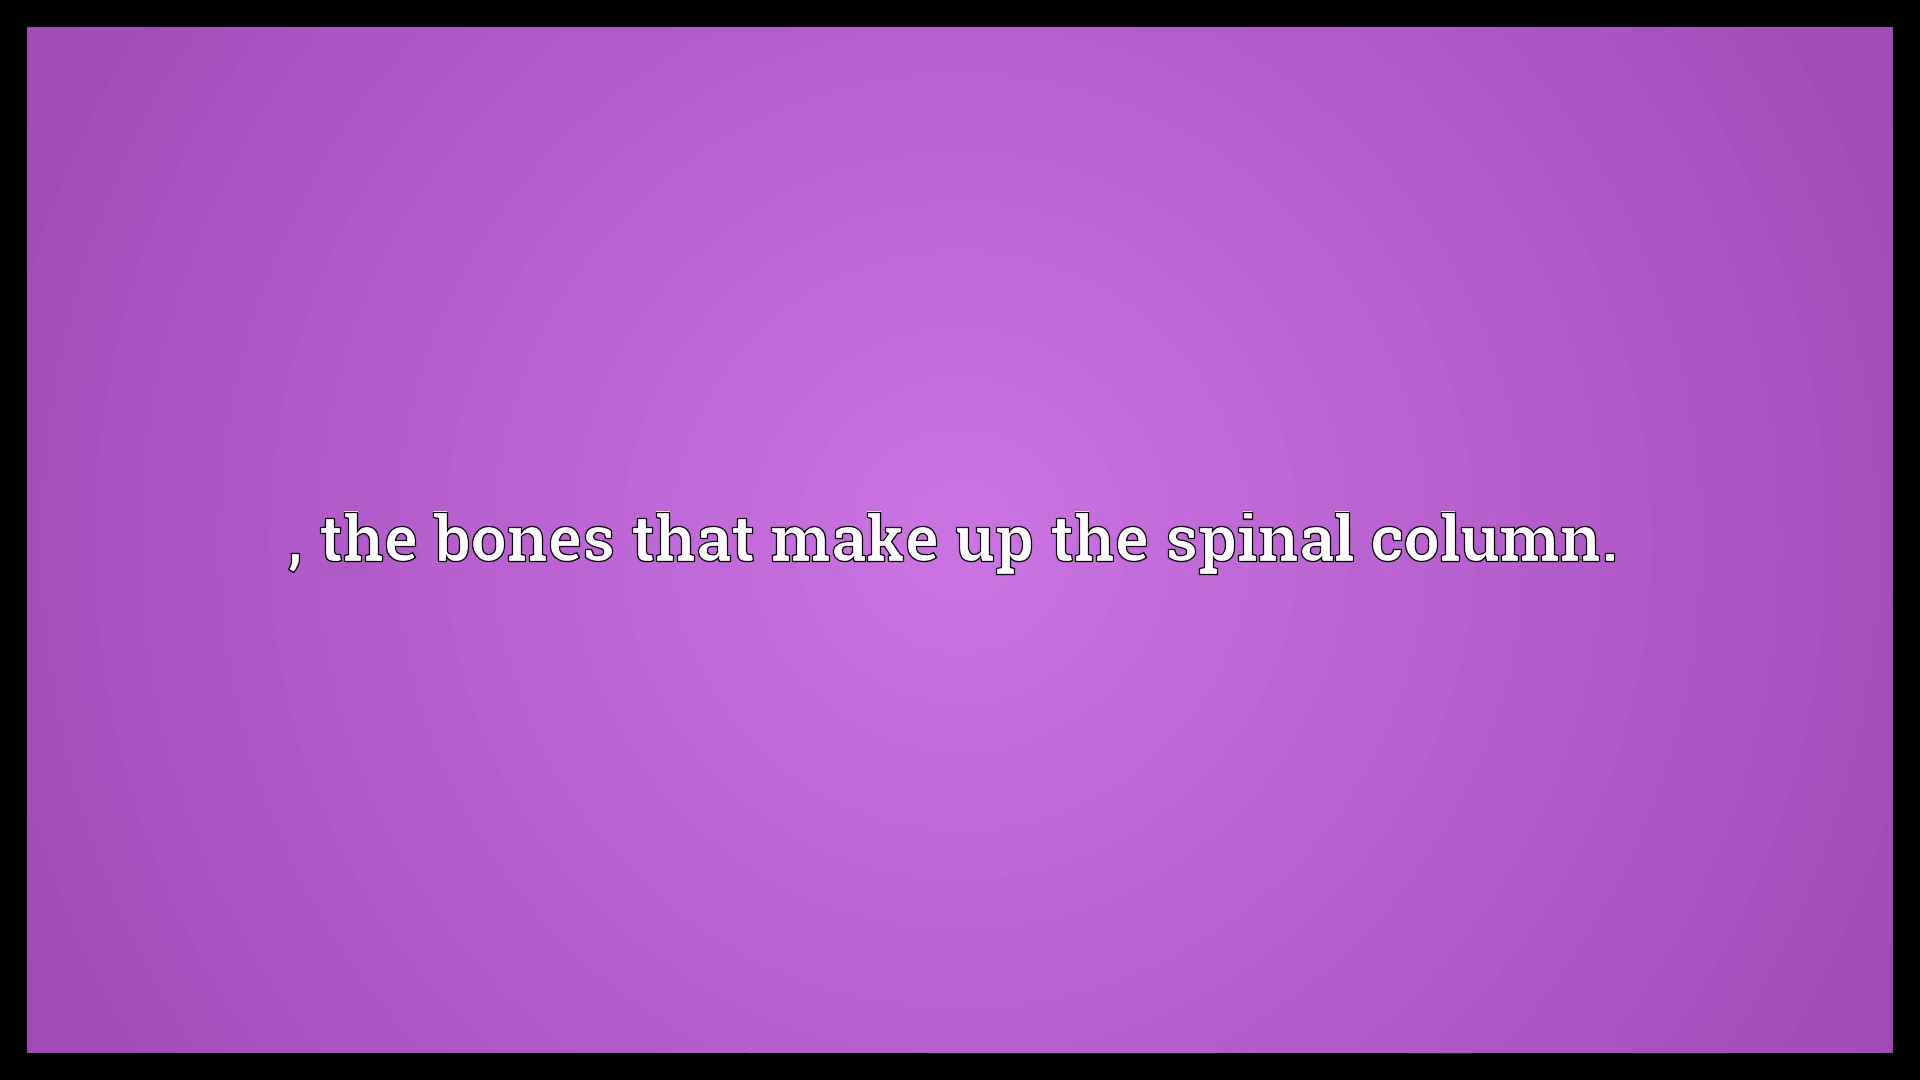 , the bones that make up the spinal column.